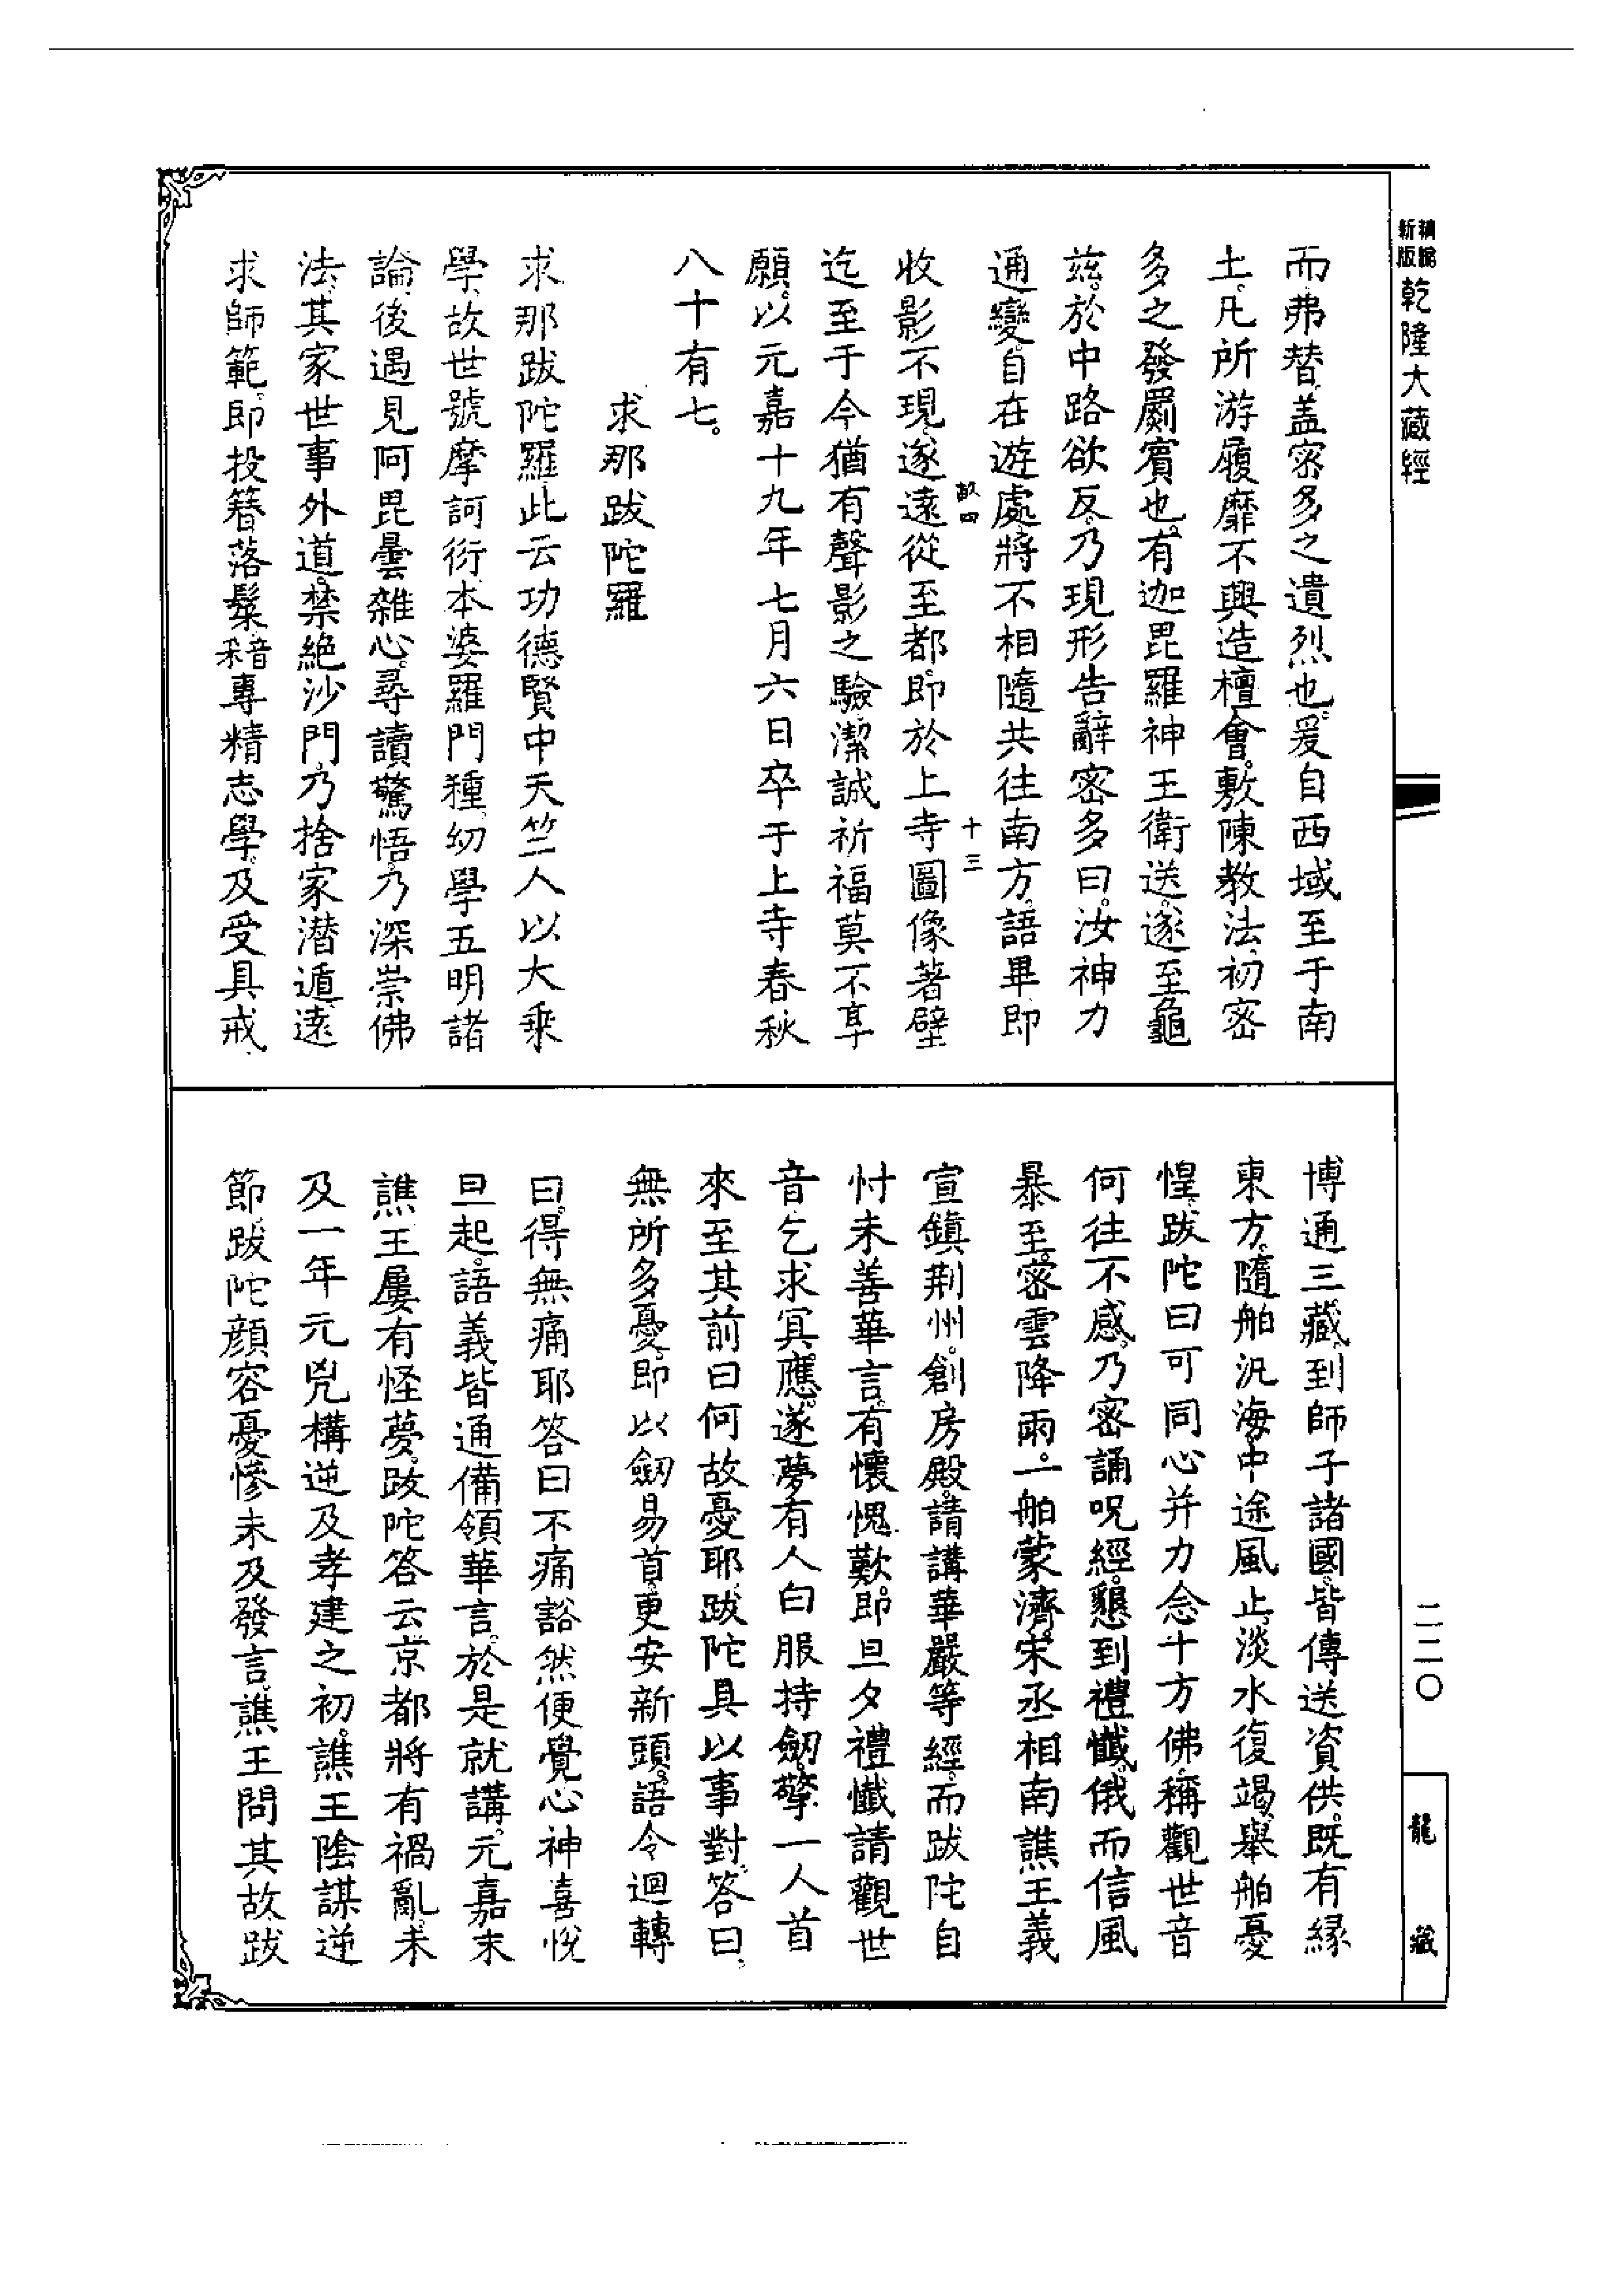 新版
精縮
乾隆大藏經
而弗替。蓋密多之遺烈也。爰自西域至于南
土。凡所游履靡不興造檀會。敷陳教法。初密
多之發罽賓也。有迦毘羅神王衛送。遂至龜
茲。於中路欲反。乃現形告辭密多曰。汝神力
通變。自在遊處。將不相隨共往南方。語畢即
十三
收影不現。遂遠從至都。即於上寺圖像著壁
迄至于今猶有聲影之驗。潔誠祈福莫不享
願。以元嘉十九年七月六日卒于上寺春秋
八十有七。
求那跋陀羅
求那跋陀羅。此云功德賢中天竺人以大乘
學。故世號摩訶衍。本婆羅門種。幼學五明諸
論。後遇見阿毘曇雜心。尋讀驚悟。乃深崇佛
法。其家世事外道。禁絕沙門。乃捨家潛遁。遠
求師範。即投簪落髮。䅾專精志學。及受具戒。
博通三藏。到師子諸國。皆傳送資供。既有緣
東方。隨舶汎海。中途風止。淡水復竭。舉舶憂
惶。跋陀曰可同心并力念十方佛。稱觀世音
何往不感。乃密誦呪經。懇到禮懺。俄而信風
暴至。密雲降雨。一舶蒙濟。宋丞相南譙王義
宣鎮荊州。創房殿。請講華嚴等經。而跋陀自
忖未善華言。有懷愧歎。即旦夕禮懺請觀世
音乞求冥應。遂夢有人白服持劒。擎一人首
來至其前曰何故憂耶。跋陀具以事對。答曰。
無所多憂。即以劒易首。更安新頭。語令迴轉
曰。得無痛耶答曰不痛豁然便覺心神喜悅
旦起。語義皆通備領華言。於是就講。元嘉末
譙王屢有怪夢。跋陀答云京都將有禍亂。未
及一年元兇構逆及孝建之初。譙王陰謀逆
節。跋陀顏容憂慘未及發言。譙王問其故。跋
二二〇
龍藏